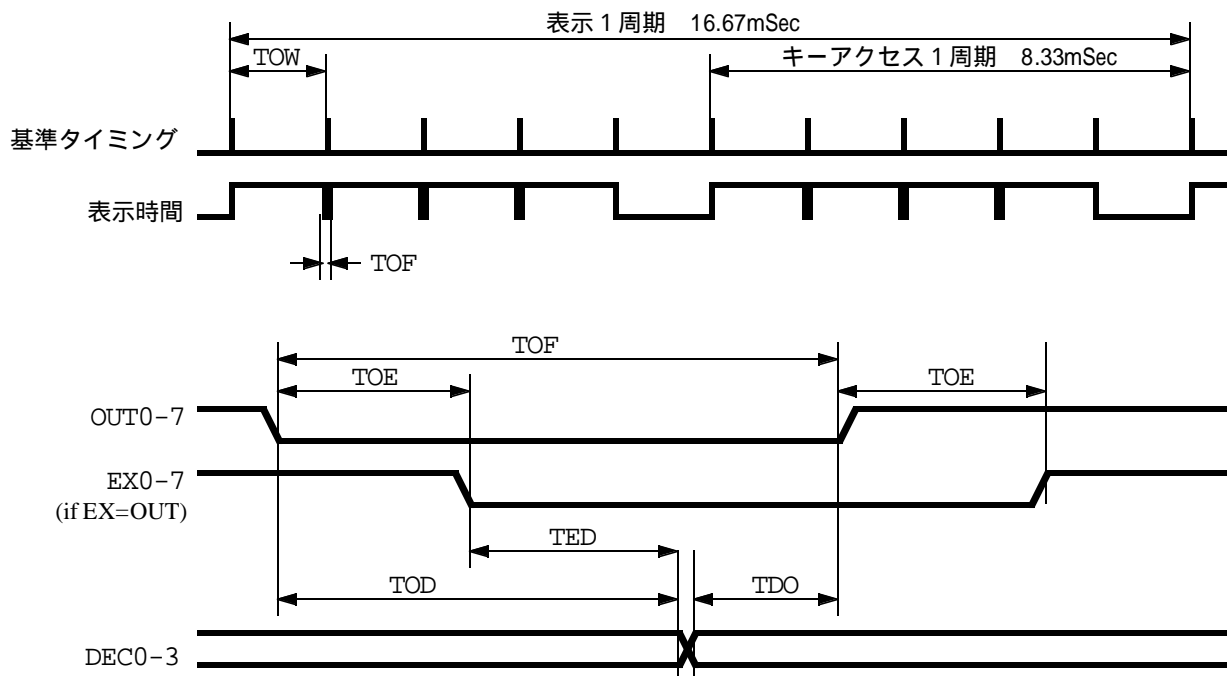 表示1周期 16.67mSec
TOW
キーアクセス1周期 8.33mSec
基準タイミング
表示時間
TOF
TOF
TOE
TOE
OUT0-7
EX0-7
(if EX=OUT)
TED
TOD
TDO
DEC0-3